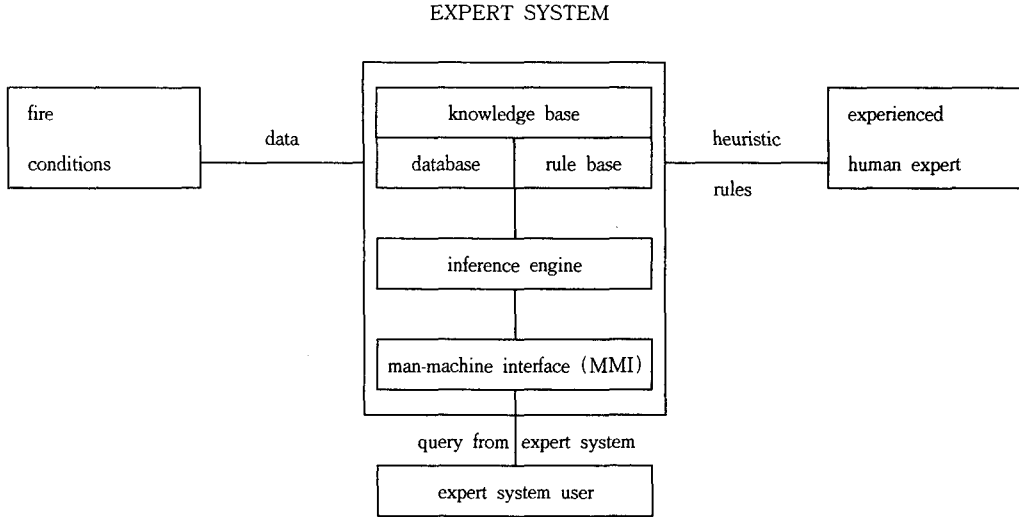 EXPERT SYSTEM
fire
conditions
data
knowledge base
database
rule base
inference engine
man-machine interface (MMI)
heuristic
rules
experienced
human expert
query from expert system
expert system user